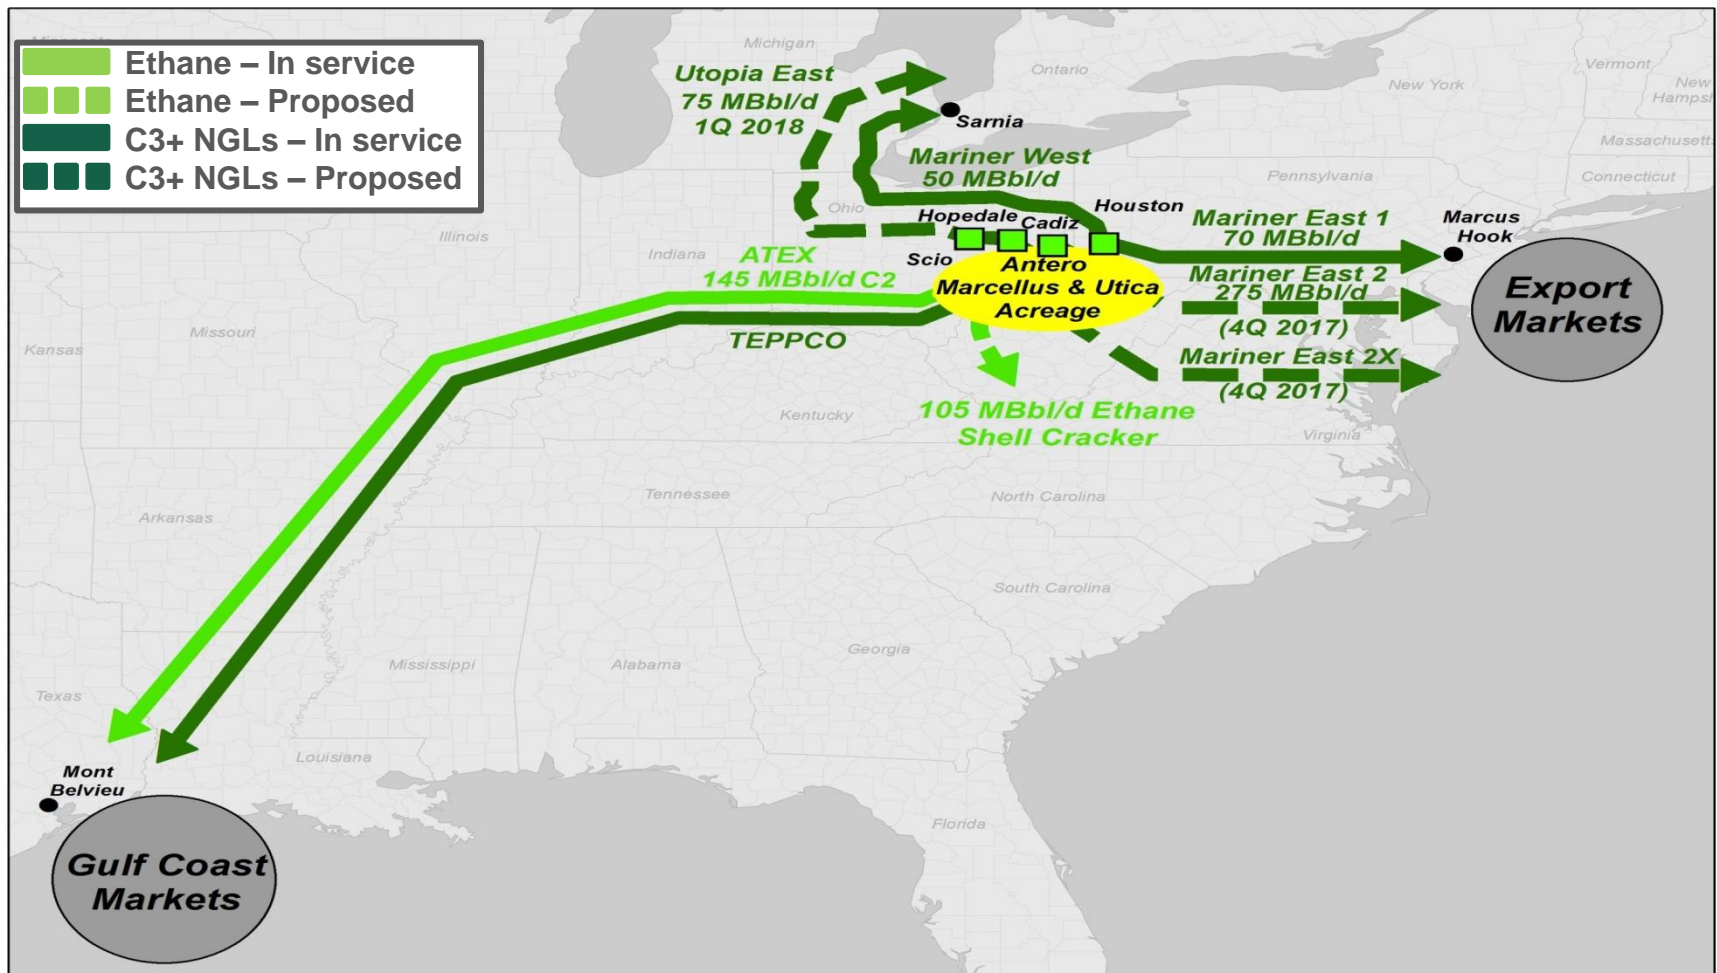 Minnesota
Ethane – In service
Ethane – Proposed
C3+ NGLs – In service
C3+ NGLs – Proposed
Michigan
Ontario
Vermont
New York
New
Hampsh
Massachusetts
Connecticut
Pennsylvania
Utopia East
75 MBbl/d
1Q 2018
Sarnia
Mariner West
50 MBbl/d
Ohio
Hopedale
Cadiz
Houston
Scio
Mariner East 1
70 MBbl/d
Marcus
Hook
Illinois
Indiana
ATEX
145 MBbl/d C2
Antero
Marcellus & Utica
Acreage
Mariner East 2
275 MBbl/d
(4Q 2017)
Export
Markets
Missouri
Kansas
TEPPCO
Mariner East 2X
(4Q 2017)
Kentucky
105 MBbl/d Ethane
Shell Cracker
Virginia
Tennessee
North Carolina
Arkansas
South Carolina
Mississippi
Alabama
Georgia
Texas
Louisiana
Mont
Belvieu
Florida
Gulf Coast
Markets